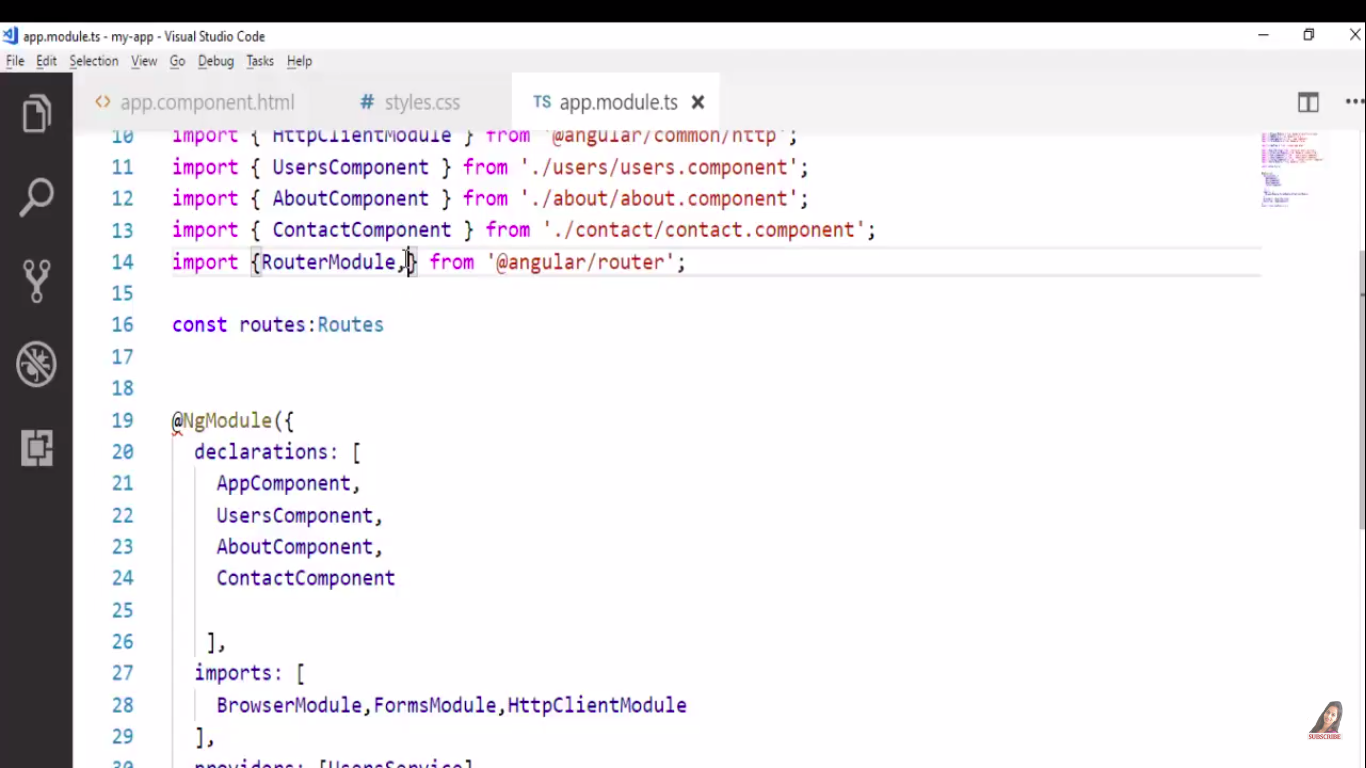 app.module.ts - my-app - Visual Studio Code
File Edit Selection View Go Debug Tasks Help
<> app.component.html # styles.css TS app.module.ts
10 import { HttpClientModule } from '@angular/common/http';
11 import { UsersComponent } from './users/users.component';
12 import { AboutComponent } from './about/about.component';
13 import { ContactComponent } from './contact/contact.component';
14 import {RouterModule,} from '@angular/router';
15
16 const routes:Routes
17
18
19 @NgModule({
20 declarations: [
21 AppComponent,
22 UsersComponent,
23 AboutComponent,
24 ContactComponent
25
26 ],
27 imports: [
28 BrowserModule,FormsModule,HttpClientModule
29 ],
30 providers: [UsersService]
SUBSCRIBE